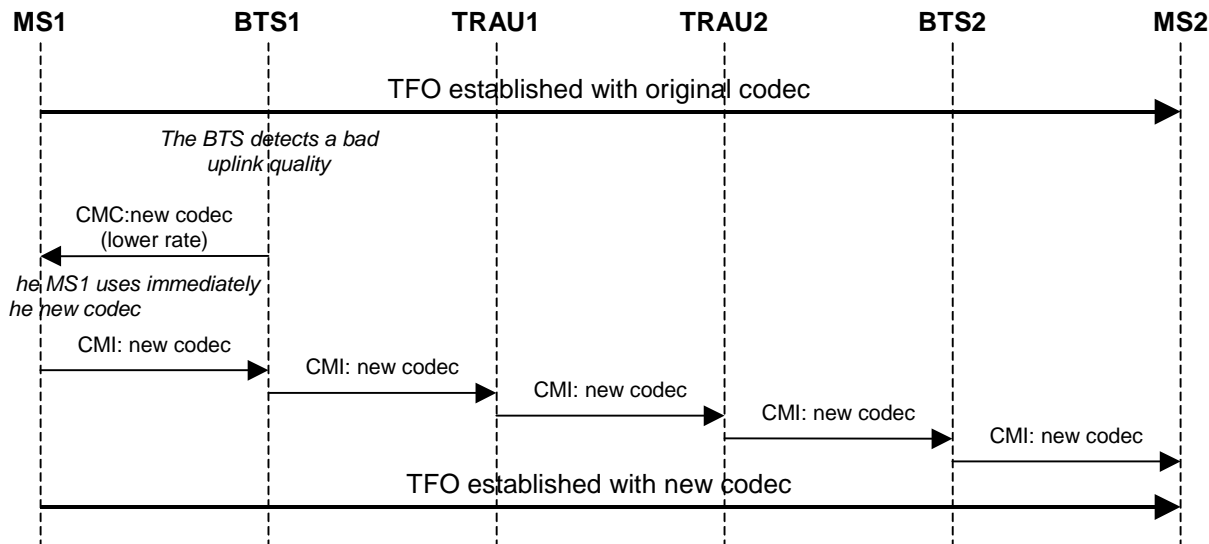 MS1 BTS1 TRAU1 TRAU2 BTS2 MS2
TFO established with original codec
The BTS detects a bad
uplink quality
CMC:new codec
(lower rate)
he MS1 uses immediately
he new codec
CMI: new codec
CMI: new codec
CMI: new codec
CMI: new codec
CMI: new codec
TFO established with new codec